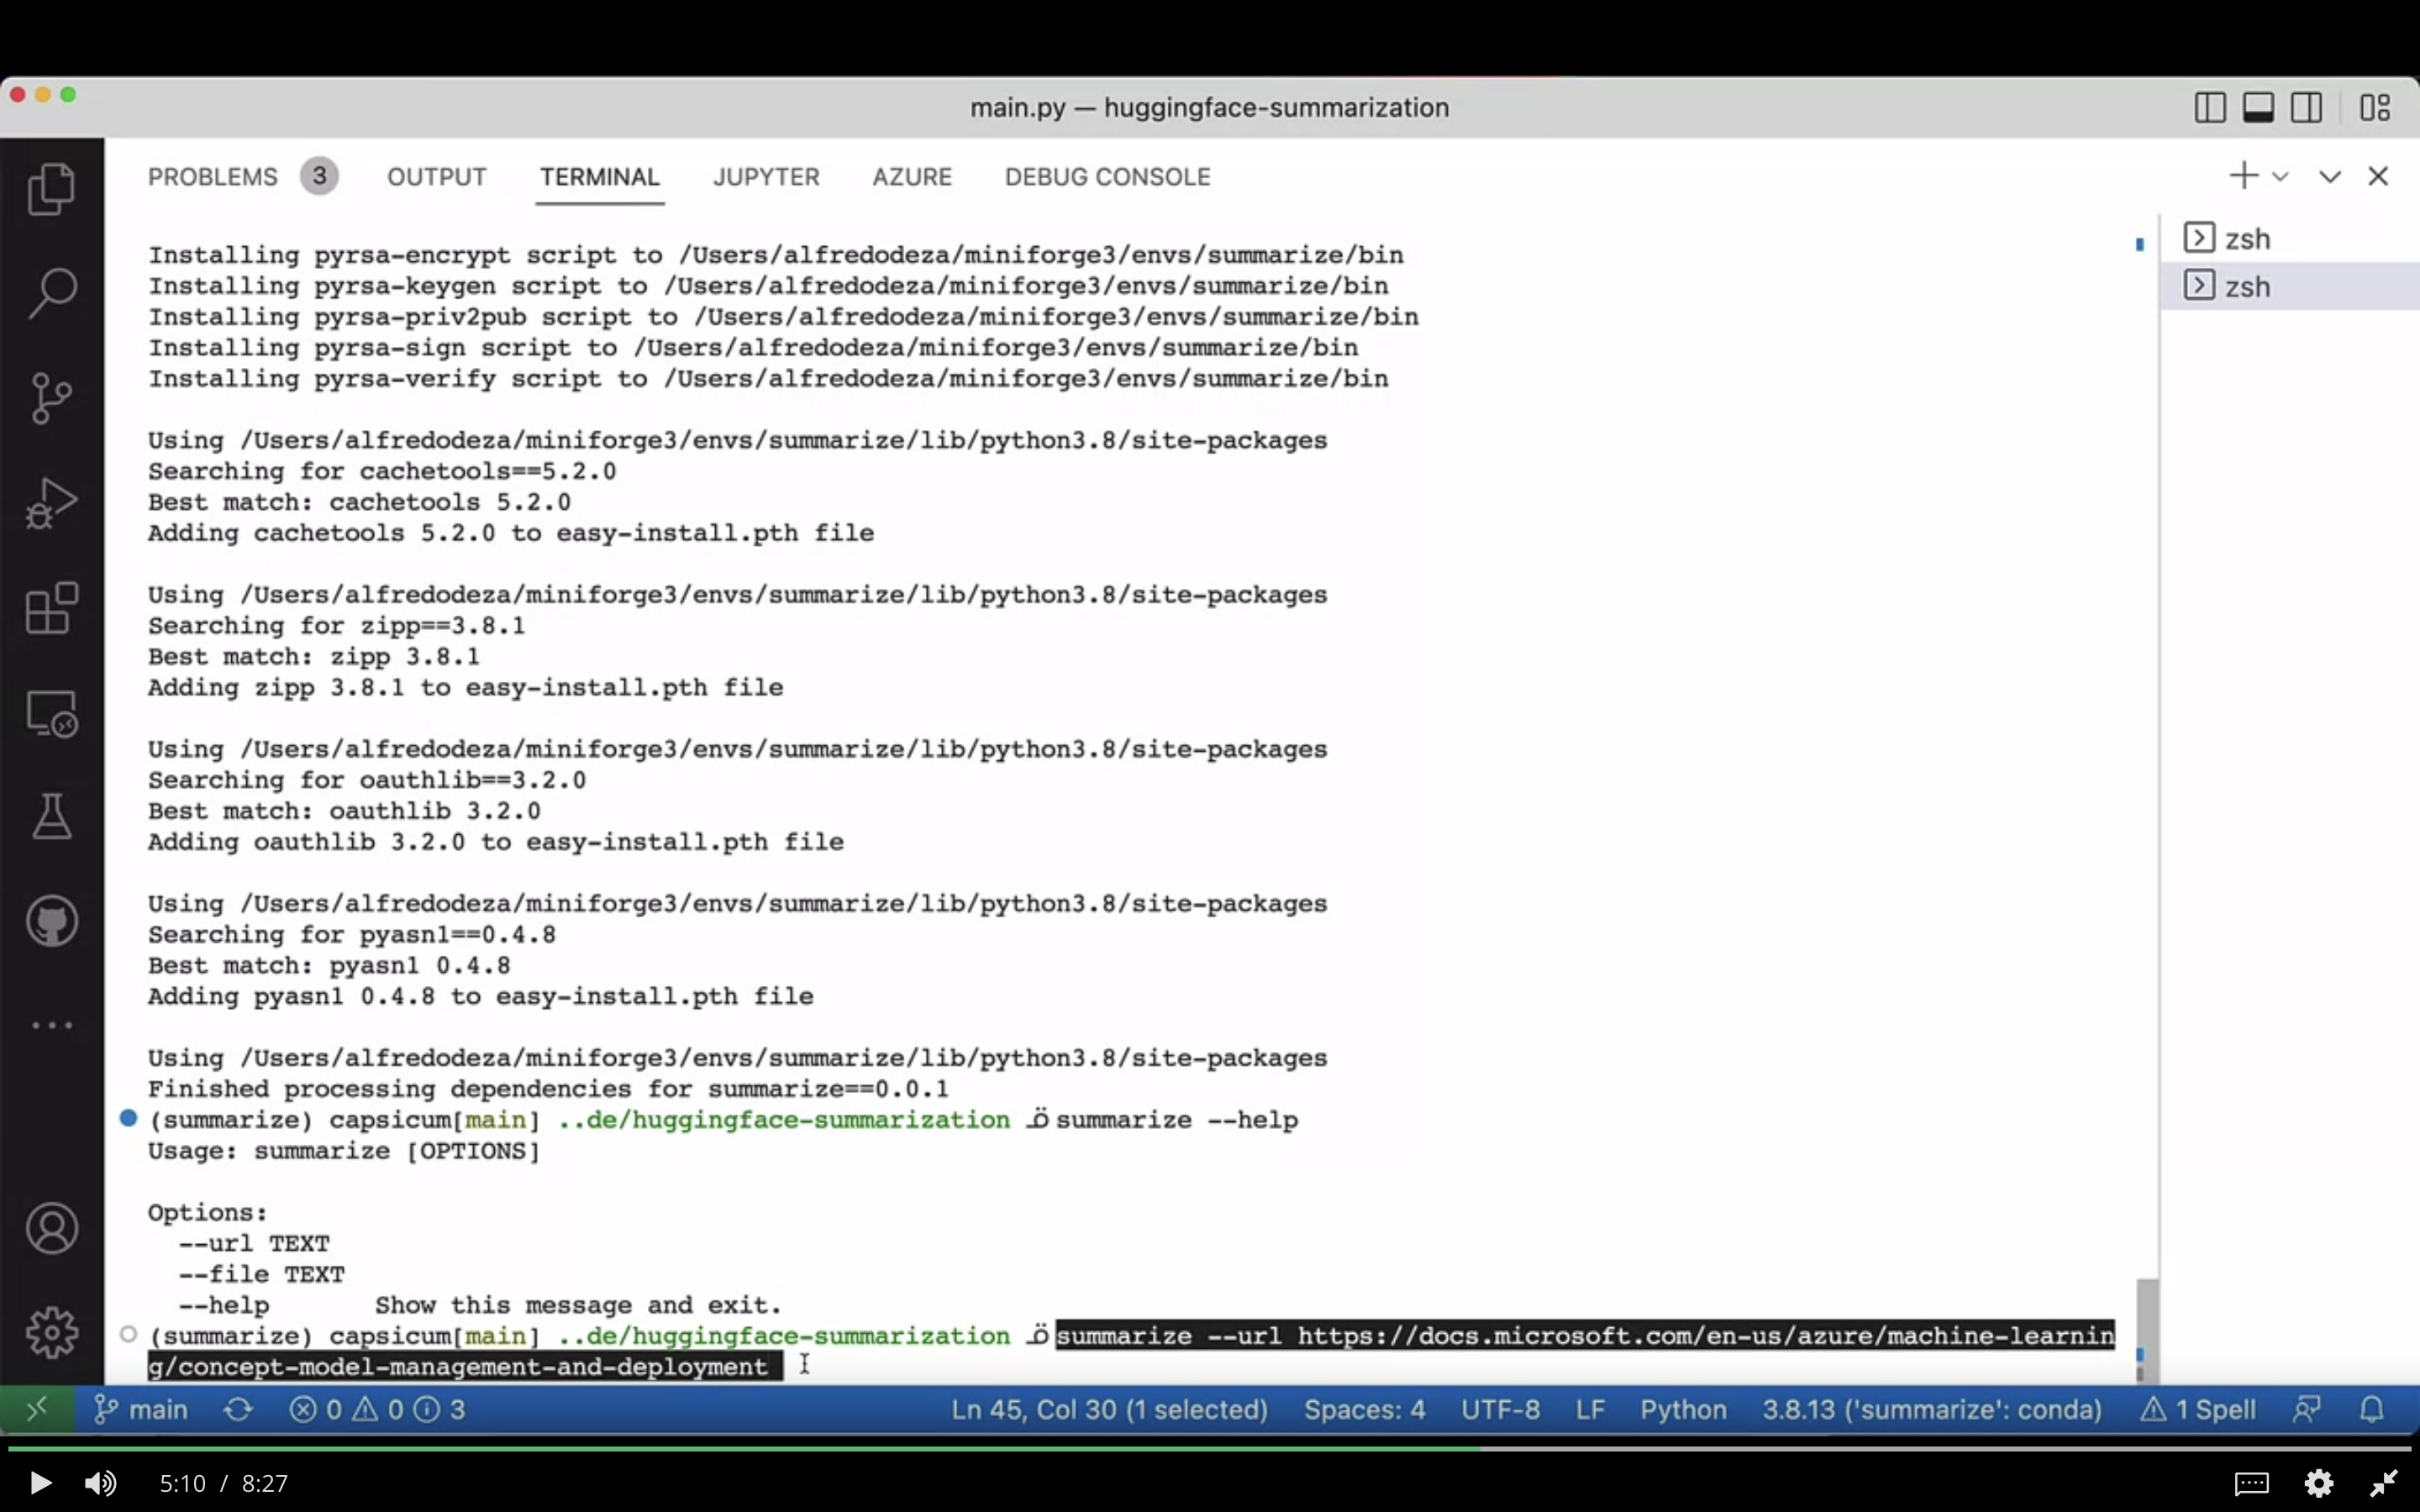 main.py — huggingface-summarization
PROBLEMS 3 OUTPUT TERMINAL JUPYTER AZURE DEBUG CONSOLE
Installing pyrsa-encrypt script to /Users/alfredodeza/miniforge3/envs/summarize/bin
Installing pyrsa-keygen script to /Users/alfredodeza/miniforge3/envs/summarize/bin
Installing pyrsa-priv2pub script to /Users/alfredodeza/miniforge3/envs/summarize/bin
Installing pyrsa-sign script to /Users/alfredodeza/miniforge3/envs/summarize/bin
Installing pyrsa-verify script to /Users/alfredodeza/miniforge3/envs/summarize/bin
Using /Users/alfredodeza/miniforge3/envs/summarize/lib/python3.8/site-packages
Searching for cachetools==5.2.0
Best match: cachetools 5.2.0
Adding cachetools 5.2.0 to easy-install.pth file
Using /Users/alfredodeza/miniforge3/envs/summarize/lib/python3.8/site-packages
Searching for zipp==3.8.1
Best match: zipp 3.8.1
Adding zipp 3.8.1 to easy-install.pth file
Using /Users/alfredodeza/miniforge3/envs/summarize/lib/python3.8/site-packages
Searching for oauthlib==3.2.0
Best match: oauthlib 3.2.0
Adding oauthlib 3.2.0 to easy-install.pth file
Using /Users/alfredodeza/miniforge3/envs/summarize/lib/python3.8/site-packages
Searching for pyasn1==0.4.8
Best match: pyasn1 0.4.8
Adding pyasn1 0.4.8 to easy-install.pth file
Using /Users/alfredodeza/miniforge3/envs/summarize/lib/python3.8/site-packages
Finished processing dependencies for summarize==0.0.1
(summarize) capsicum[main] ..de/huggingface-summarization Ö summarize --help
Usage: summarize [OPTIONS]
Options:
--url TEXT
--file TEXT
--help Show this message and exit.
(summarize) capsicum[main] ..de/huggingface-summarization Ö summarize --url https://docs.microsoft.com/en-us/azure/machine-learnin
g/concept-model-management-and-deployment
zsh
zsh
main 0 0 3 Ln 45, Col 30 (1 selected) Spaces: 4 UTF-8 LF Python 3.8.13 ('summarize': conda) 1 Spell
5:10 / 8:27